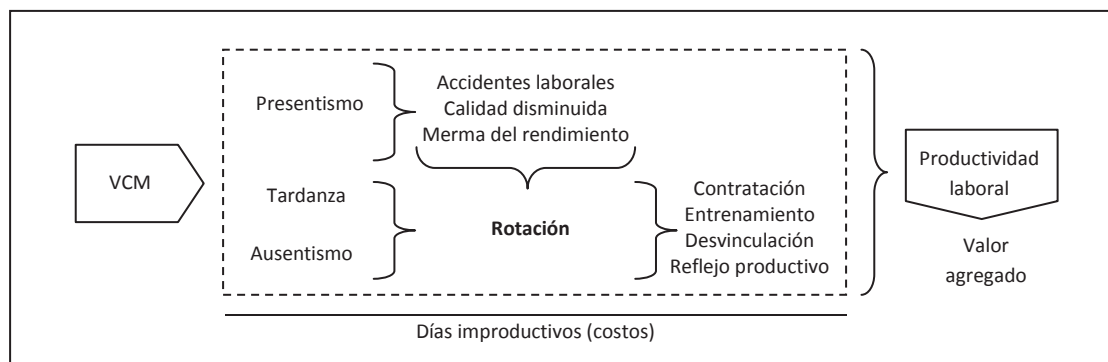 VCM
Presentismo
Tardanza
Ausentismo
Accidentes laborales
Calidad disminuida
Merma del rendimiento
Rotación
Contratación
Entrenamiento
Desvinculación
Reflejo productivo
Productividad
laboral
Valor
agregado
Días improductivos (costos)